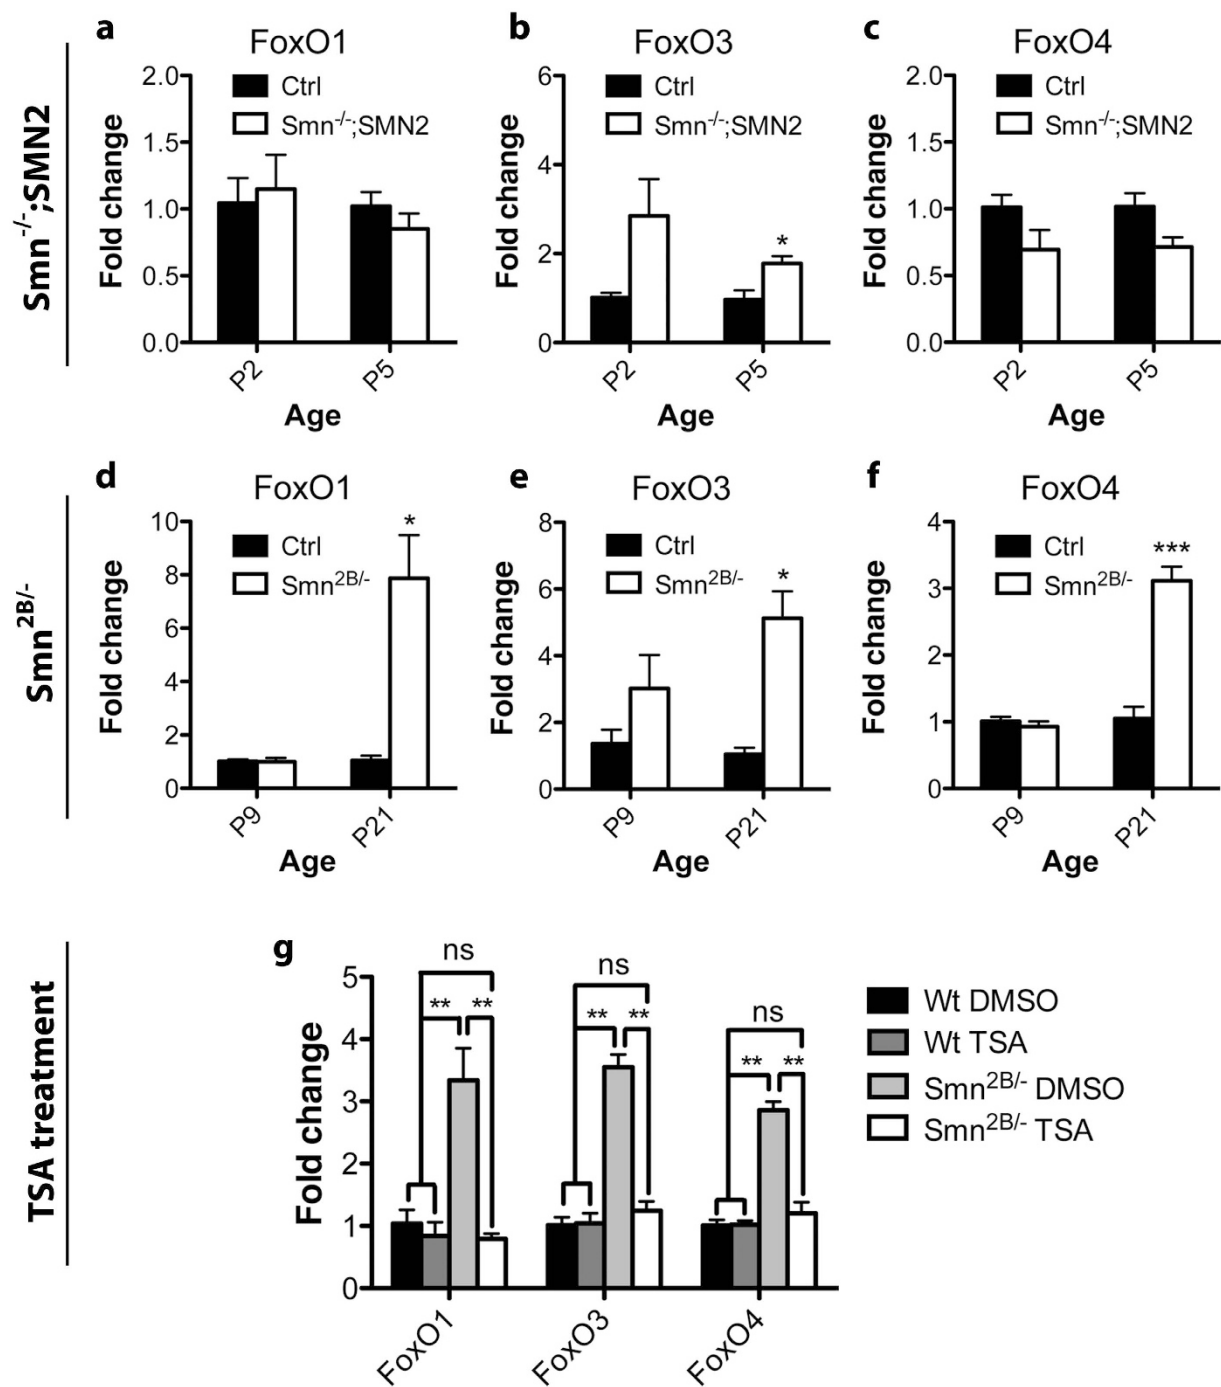 Smn⁻/⁻;SMN2
a
FoxO1
Ctrl
Smn⁻/⁻;SMN2
Fold change
2.0
1.5
1.0
0.5
0.0
P2
P5
Age
b
FoxO3
Ctrl
Smn⁻/⁻;SMN2
Fold change
6
4
2
0
*
P2
P5
Age
c
FoxO4
Ctrl
Smn⁻/⁻;SMN2
Fold change
2.0
1.5
1.0
0.5
0.0
P2
P5
Age
Smn²ᴮ/⁻
d
FoxO1
Ctrl
Smn²ᴮ/⁻
Fold change
10
8
6
4
2
0
*
P9
P21
Age
e
FoxO3
Ctrl
Smn²ᴮ/⁻
Fold change
8
6
4
2
0
*
P9
P21
Age
f
FoxO4
Ctrl
Smn²ᴮ/⁻
Fold change
4
3
2
1
0
***
P9
P21
Age
TSA treatment
g
Fold change
5
4
3
2
1
0
ns
** **
ns
** **
ns
** **
FoxO1
FoxO3
FoxO4
Wt DMSO
Wt TSA
Smn²ᴮ/⁻ DMSO
Smn²ᴮ/⁻ TSA